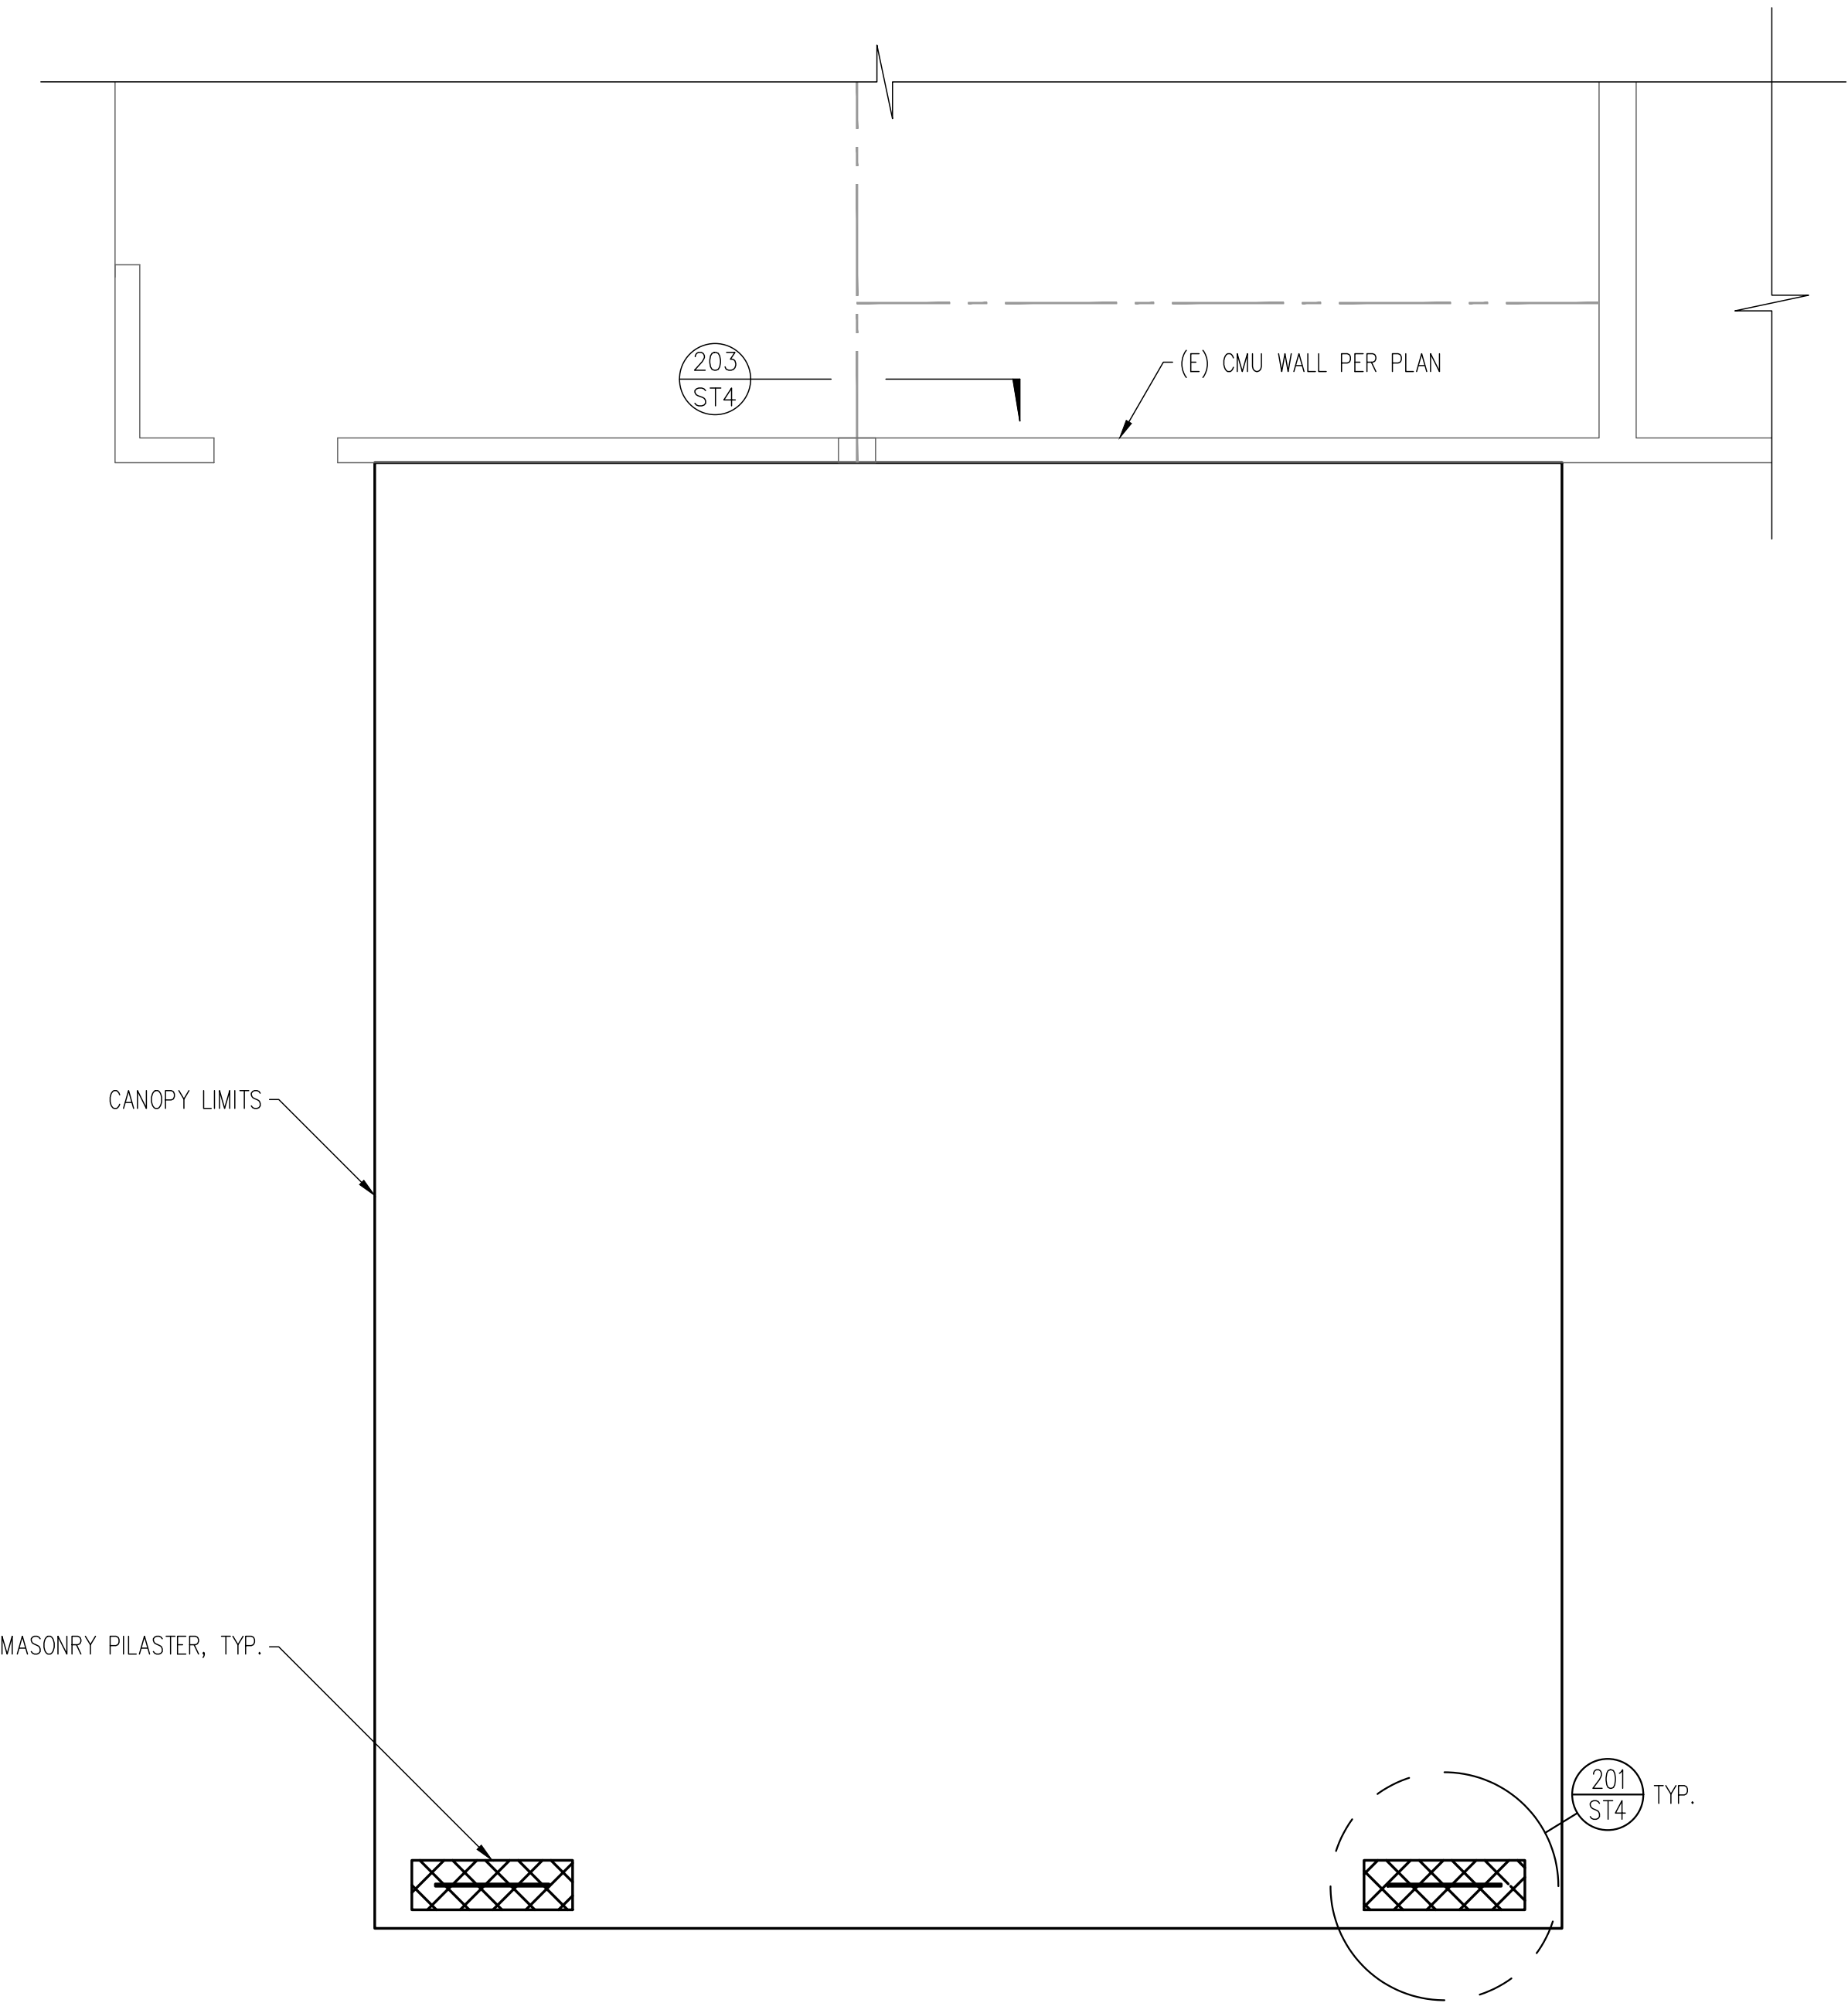 203
ST4
(E) CMU WALL PER PLAN
CANOPY LIMITS
MASONRY PILASTER, TYP.
201
ST4
TYP.